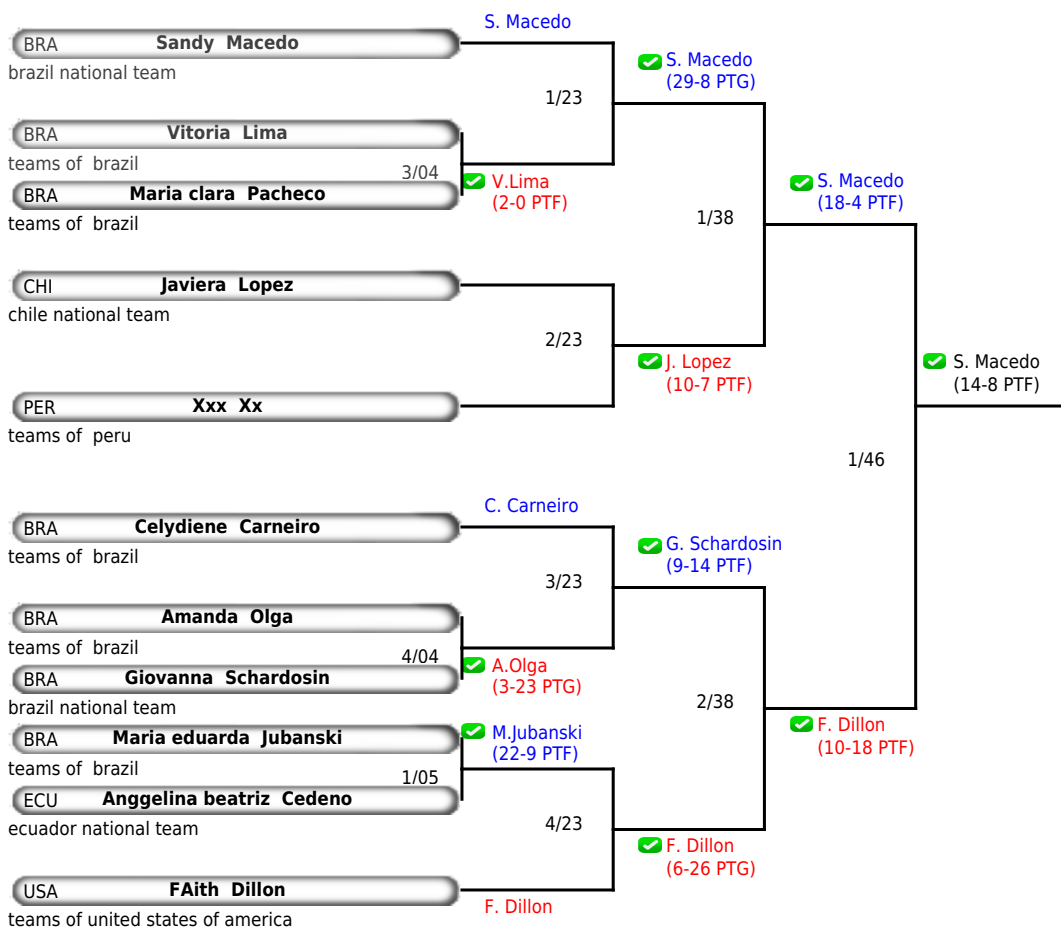 S. Macedo
BRA Sandy Macedo
brazil national team
S. Macedo
(29-8 PTG)
1/23
BRA Vitoria Lima
teams of brazil
3/04
V.Lima
(2-0 PTF)
BRA Maria clara Pacheco
teams of brazil
S. Macedo
(18-4 PTF)
1/38
CHI Javiera Lopez
chile national team
2/23
J. Lopez
(10-7 PTF)
S. Macedo
(14-8 PTF)
PER Xxx Xx
teams of peru
1/46
C. Carneiro
BRA Celydiene Carneiro
teams of brazil
G. Schardosin
(9-14 PTF)
3/23
BRA Amanda Olga
teams of brazil
4/04
A.Olga
(3-23 PTG)
BRA Giovanna Schardosin
brazil national team
2/38
F. Dillon
(10-18 PTF)
BRA Maria eduarda Jubanski
teams of brazil
M.Jubanski
(22-9 PTF)
1/05
ECU Anggelina beatriz Cedeno
ecuador national team
4/23
F. Dillon
(6-26 PTG)
USA FAith Dillon
teams of united states of america
F. Dillon